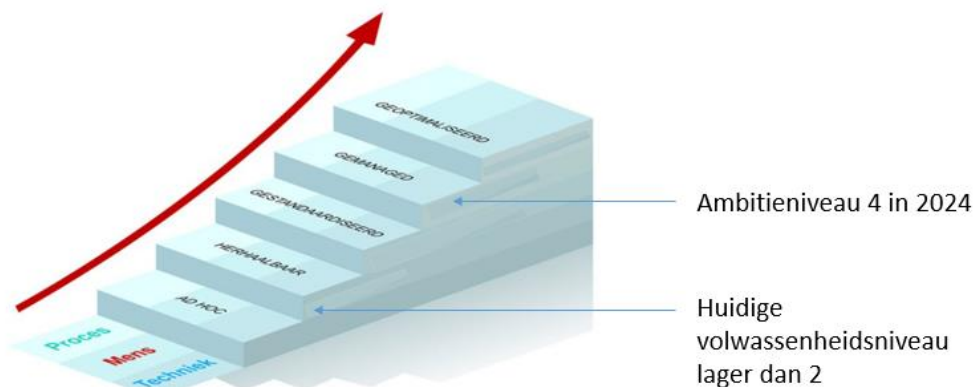 GEOPTIMALISEERD
GEMANAGED
GESTANDAARDISEERD
HERHAALBAAR
AD HOC
Proces
Mens
Techniek
Ambitieniveau 4 in 2024
Huidige
volwassenheidsniveau
lager dan 2